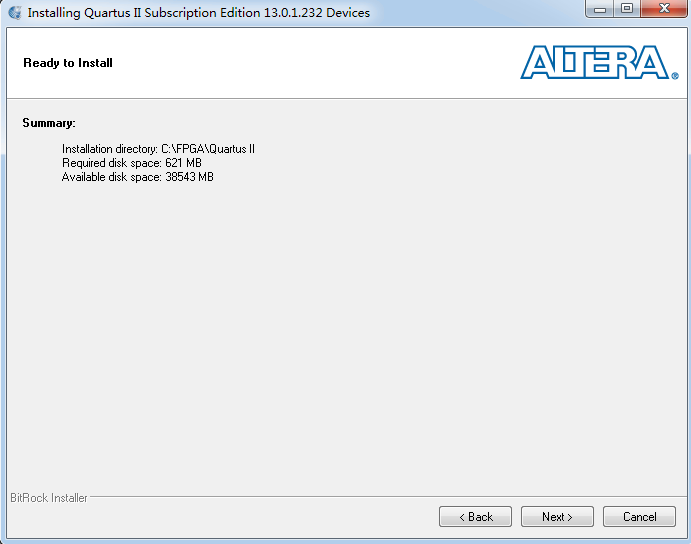 Installing Quartus II Subscription Edition 13.0.1.232 Devices
Ready to Install
ALTERA®
Summary:
Installation directory: C:\FPGA\Quartus II
Required disk space: 621 MB
Available disk space: 38543 MB
BitRock Installer
< Back
Next >
Cancel